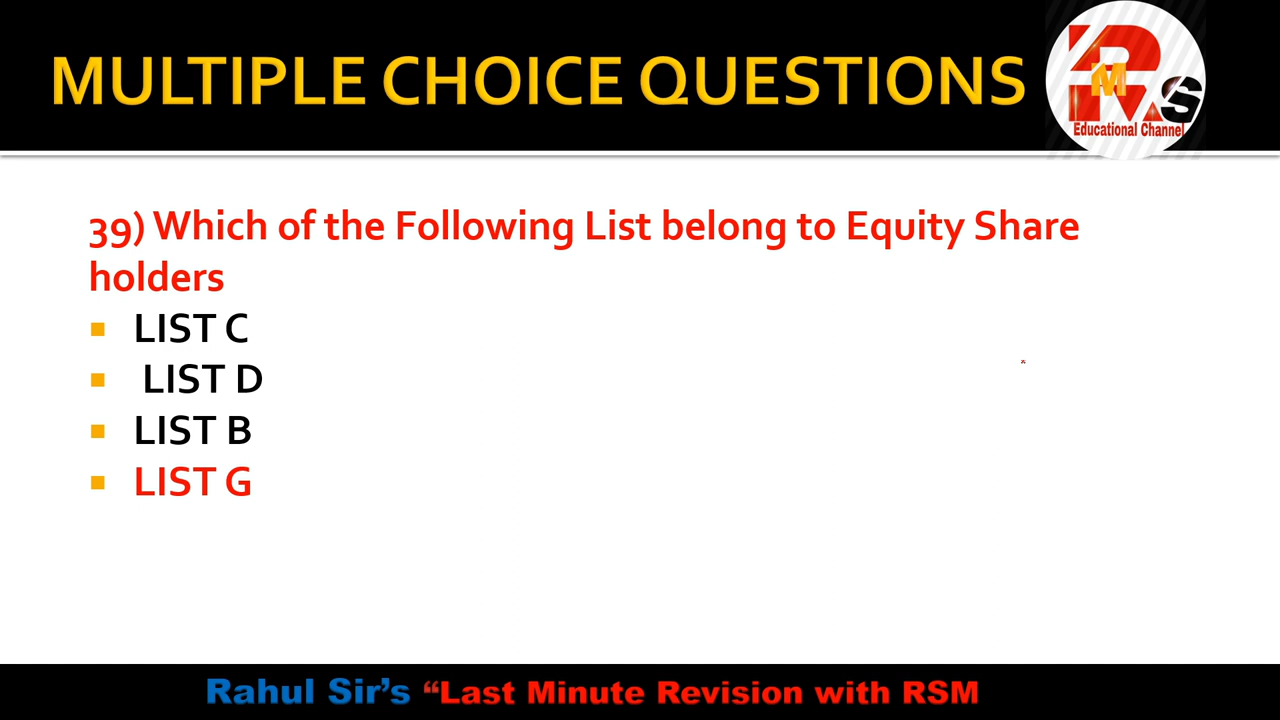 MULTIPLE CHOICE QUESTIONS
M
S
Educational Channel
39) Which of the Following List belong to Equity Share
holders
LIST C
LIST D
LIST B
LIST G
Rahul Sir's "Last Minute Revision with RSM